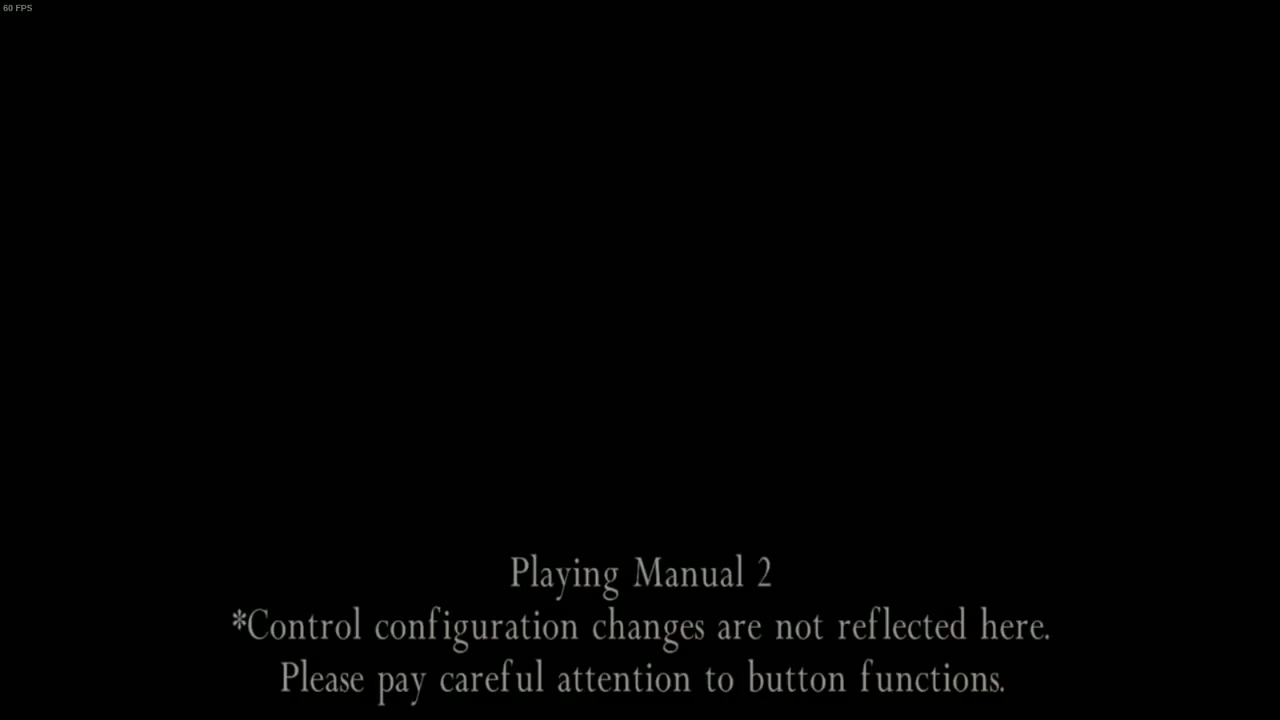 60 FPS
Playing Manual 2
*Control configuration changes are not reflected here.
Please pay careful attention to button functions.